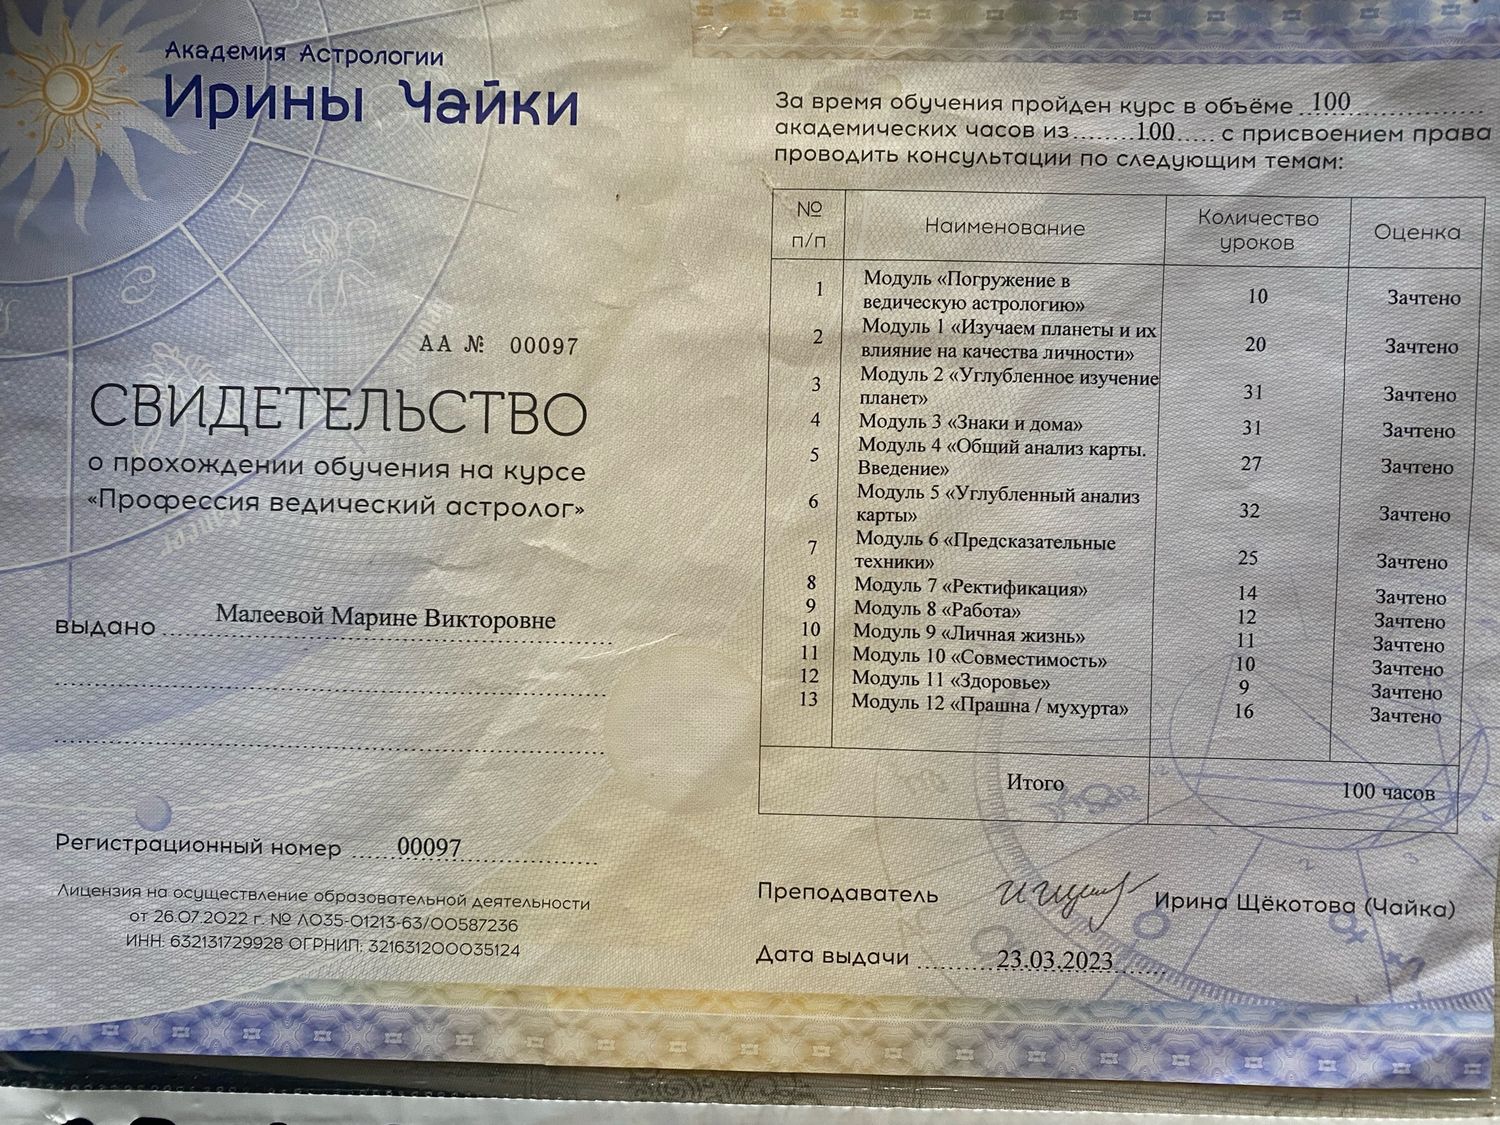 Академия Астрологии
Ирины Чайки
АА № 00097
СВИДЕТЕЛЬСТВО
о прохождении обучения на курсе
«Профессия ведический астролог»
выдано Малеевой Марине Викторовне
Регистрационный номер 00097
Лицензия на осуществление образовательной деятельности
от 26.07.2022 г. № ЛО35-01213-63/00587236
ИНН: 632131729928 ОГРНИП: 321631200035124
За время обучения пройден курс в объёме 100
академических часов из 100 с присвоением права
проводить консультации по следующим темам:
№ п/п Наименование Количество уроков Оценка
1 Модуль «Погружение в ведическую астрологию» 10 Зачтено
2 Модуль 1 «Изучаем планеты и их влияние на качества личности» 20 Зачтено
3 Модуль 2 «Углубленное изучение планет» 31 Зачтено
4 Модуль 3 «Знаки и дома» 31 Зачтено
5 Модуль 4 «Общий анализ карты. Введение» 27 Зачтено
6 Модуль 5 «Углубленный анализ карты» 32 Зачтено
7 Модуль 6 «Предсказательные техники» 25 Зачтено
8 Модуль 7 «Ректификация» 14 Зачтено
9 Модуль 8 «Работа» 12 Зачтено
10 Модуль 9 «Личная жизнь» 11 Зачтено
11 Модуль 10 «Совместимость» 10 Зачтено
12 Модуль 11 «Здоровье» 9 Зачтено
13 Модуль 12 «Прашна / мухурта» 16 Зачтено
Итого 100 часов
Преподаватель Ирина Щёкотова (Чайка)
Дата выдачи 23.03.2023